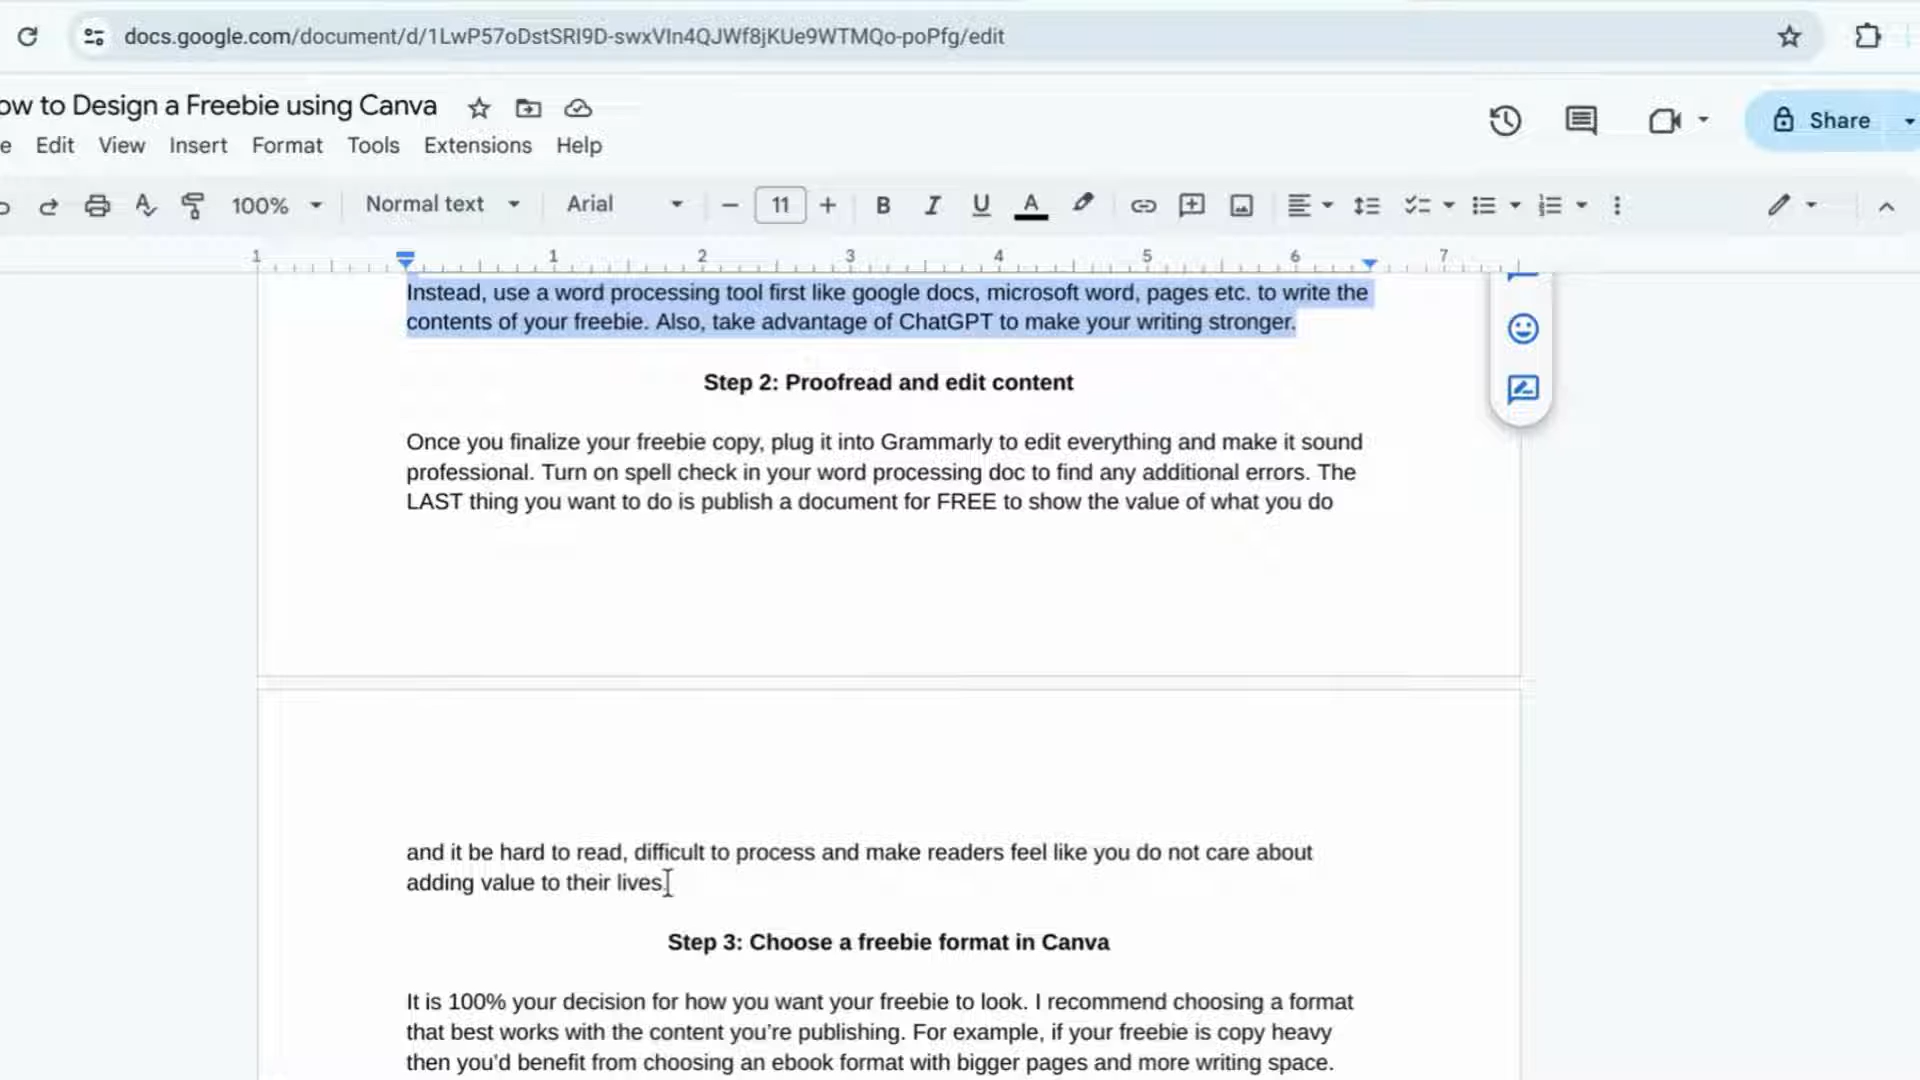 docs.google.com/document/d/1LwP57oDstSRI9D-swxVIn4QJWf8jKUe9WTMQo-poPfg/edit
ow to Design a Freebie using Canva
e Edit View Insert Format Tools Extensions Help
Share
100% Normal text Arial 11 B I U A
1 1 2 3 4 5 6 7
Instead, use a word processing tool first like google docs, microsoft word, pages etc. to write the
contents of your freebie. Also, take advantage of ChatGPT to make your writing stronger.
Step 2: Proofread and edit content
Once you finalize your freebie copy, plug it into Grammarly to edit everything and make it sound
professional. Turn on spell check in your word processing doc to find any additional errors. The
LAST thing you want to do is publish a document for FREE to show the value of what you do
and it be hard to read, difficult to process and make readers feel like you do not care about
adding value to their lives.
Step 3: Choose a freebie format in Canva
It is 100% your decision for how you want your freebie to look. I recommend choosing a format
that best works with the content you’re publishing. For example, if your freebie is copy heavy
then you’d benefit from choosing an ebook format with bigger pages and more writing space.